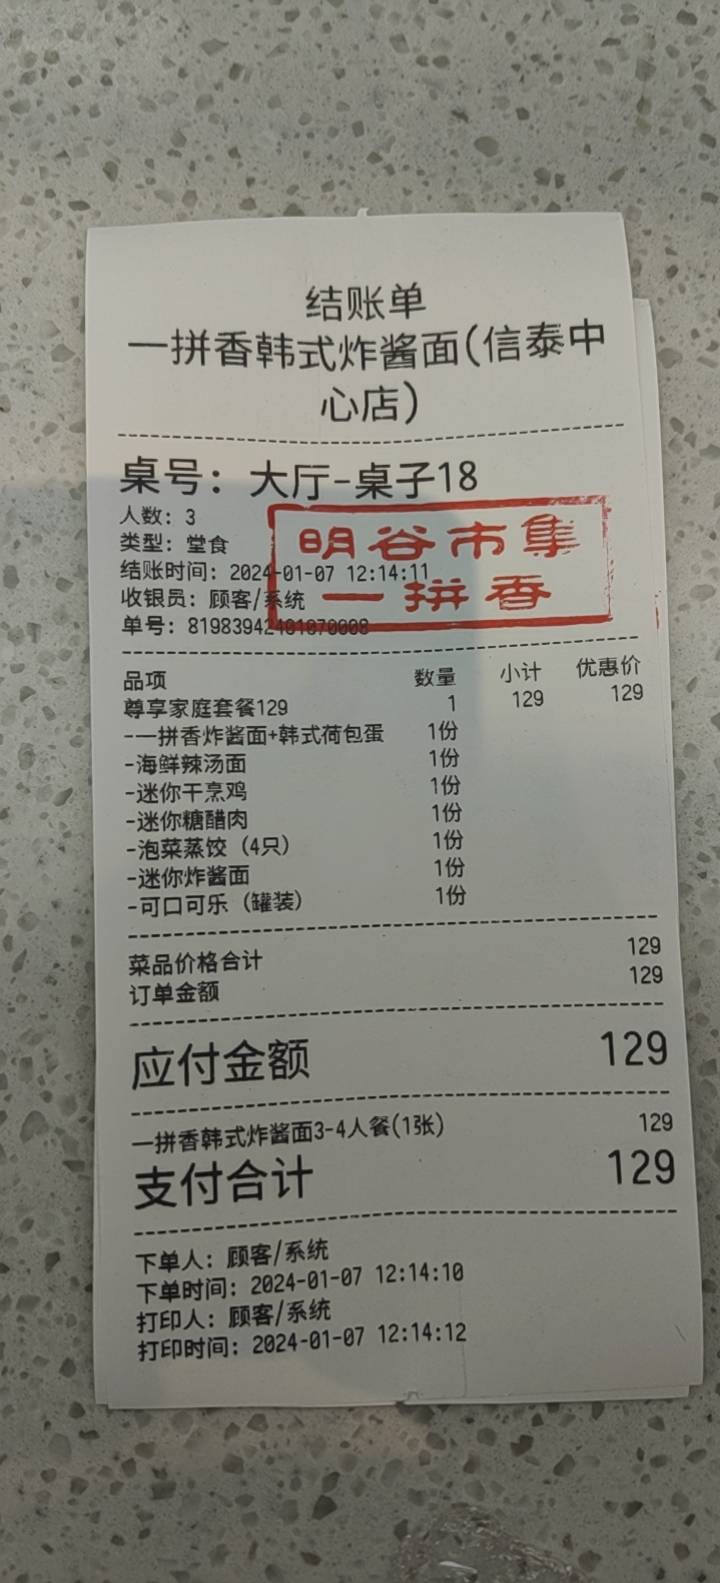 结账单
一拼香韩式炸酱面(信泰中
心店)
桌号: 大厅-桌子18
人数: 3
类型: 堂食
结账时间: 2024-01-07 12:14:11
收银员: 顾客/系统
单号: 81983942401070008
明谷市集
一拼香
品项 数量 小计 优惠价
尊享家庭套餐129 1 129 129
-一拼香炸酱面+韩式荷包蛋 1份
-海鲜辣汤面 1份
-迷你干烹鸡 1份
-迷你糖醋肉 1份
-泡菜蒸饺 (4只) 1份
-迷你炸酱面 1份
-可口可乐 (罐装) 1份
菜品价格合计 129
订单金额 129
应付金额 129
一拼香韩式炸酱面3-4人餐(1张) 129
支付合计 129
下单人: 顾客/系统
下单时间: 2024-01-07 12:14:10
打印人: 顾客/系统
打印时间: 2024-01-07 12:14:12